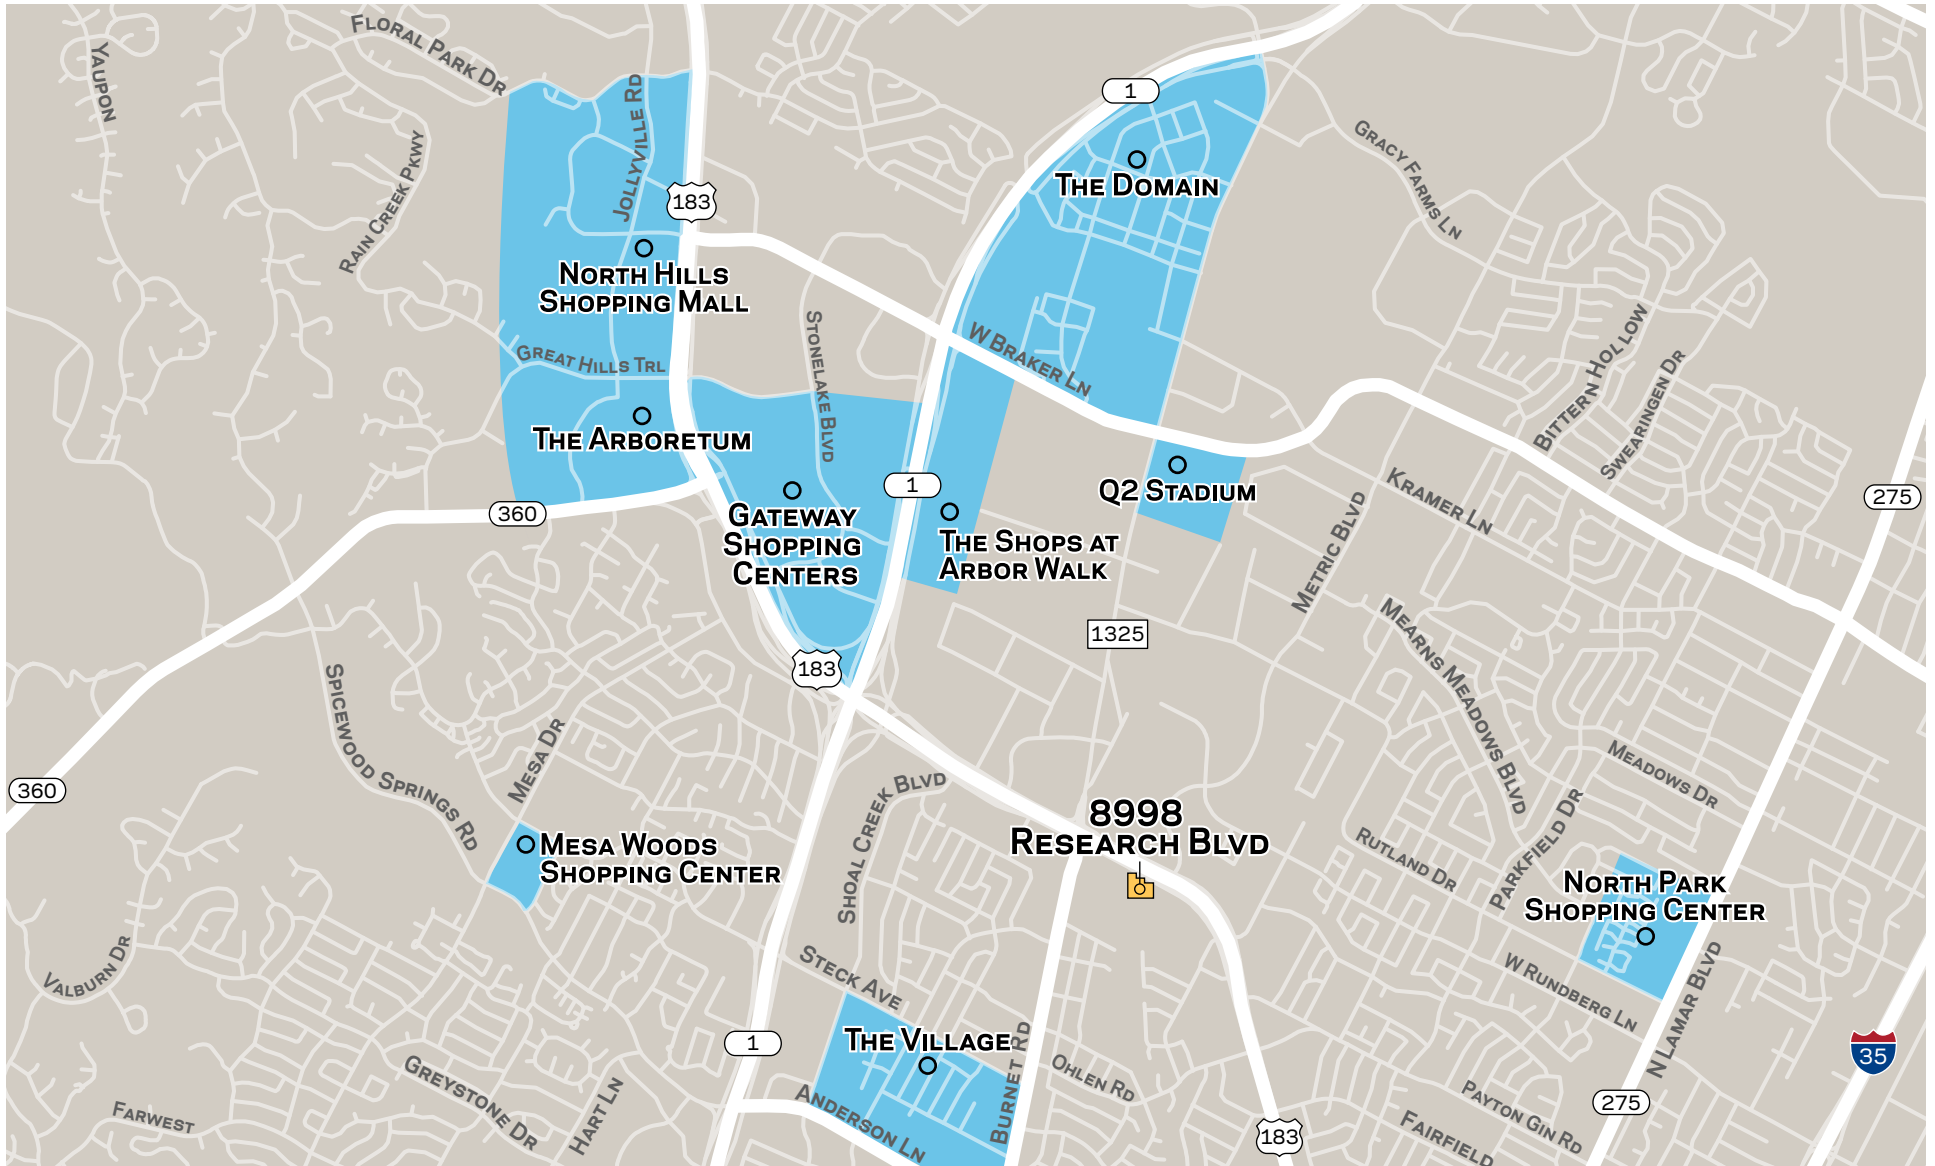 Floral Park Dr
Yaupon
Jollyville Rd
1
The Domain
Gracy Farms Ln
Rain Creek Pkwy
183
North Hills
Shopping Mall
Stonelake Blvd
W Braker Ln
Bittern Hollow
Swearingen Dr
Great Hills Trl
The Arboretum
360
Gateway
Shopping
Centers
1
The Shops at
Arbor Walk
Q2 Stadium
Metric Blvd
Kramer Ln
275
1325
Mearns Meadows Blvd
183
Spicewood Springs Rd
Mesa Dr
360
Shoal Creek Blvd
8998
Research Blvd
Meadows Dr
Parkfield Dr
Rutland Dr
Mesa Woods
Shopping Center
North Park
Shopping Center
Valburn Dr
Steck Ave
W Rundberg Ln
N Lamar Blvd
1
The Village
Burnet Rd
Ohlen Rd
35
Greystone Dr
Hart Ln
Anderson Ln
Farwest
183
275
Payton Gin Rd
Fairfield